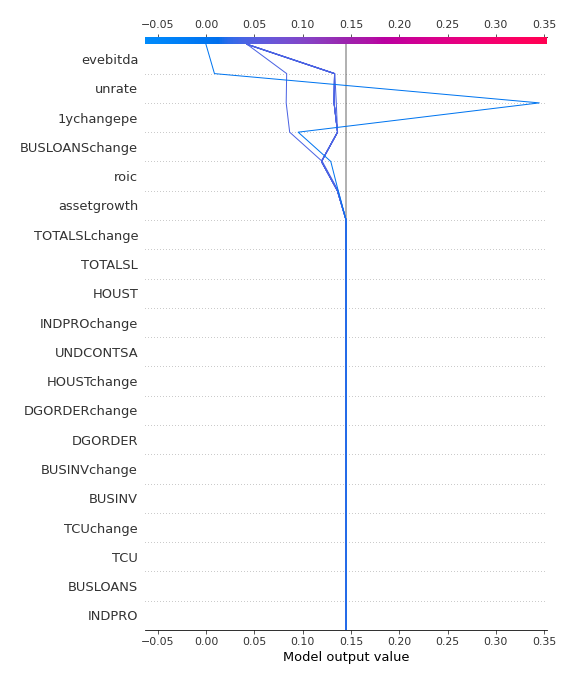 −0.05 0.00 0.05 0.10 0.15 0.20 0.25 0.30 0.35
evebitda
unrate
1ychangepe
BUSLOANSchange
roic
assetgrowth
TOTALSLchange
TOTALSL
HOUST
INDPROchange
UNDCONTSA
HOUSTchange
DGORDERchange
DGORDER
BUSINVchange
BUSINV
TCUchange
TCU
BUSLOANS
INDPRO
−0.05 0.00 0.05 0.10 0.15 0.20 0.25 0.30 0.35
Model output value